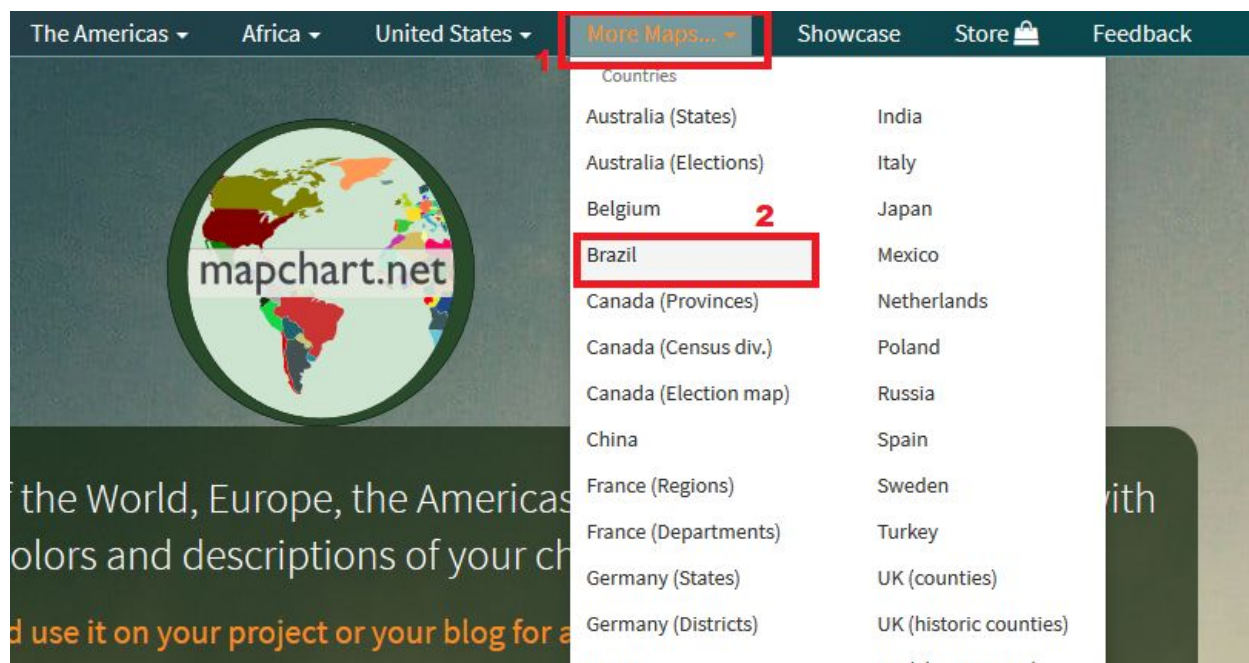 The Americas Africa United States More Maps... Showcase Store Feedback
1
Countries
Australia (States) India
Australia (Elections) Italy
Belgium 2 Japan
Brazil Mexico
mapchart.net
Canada (Provinces) Netherlands
Canada (Census div.) Poland
Canada (Election map) Russia
China Spain
France (Regions) Sweden
the World, Europe, the Americas
France (Departments) Turkey
olors and descriptions of your ch
Germany (States) UK (counties)
Germany (Districts) UK (historic counties)
use it on your project or your blog for a